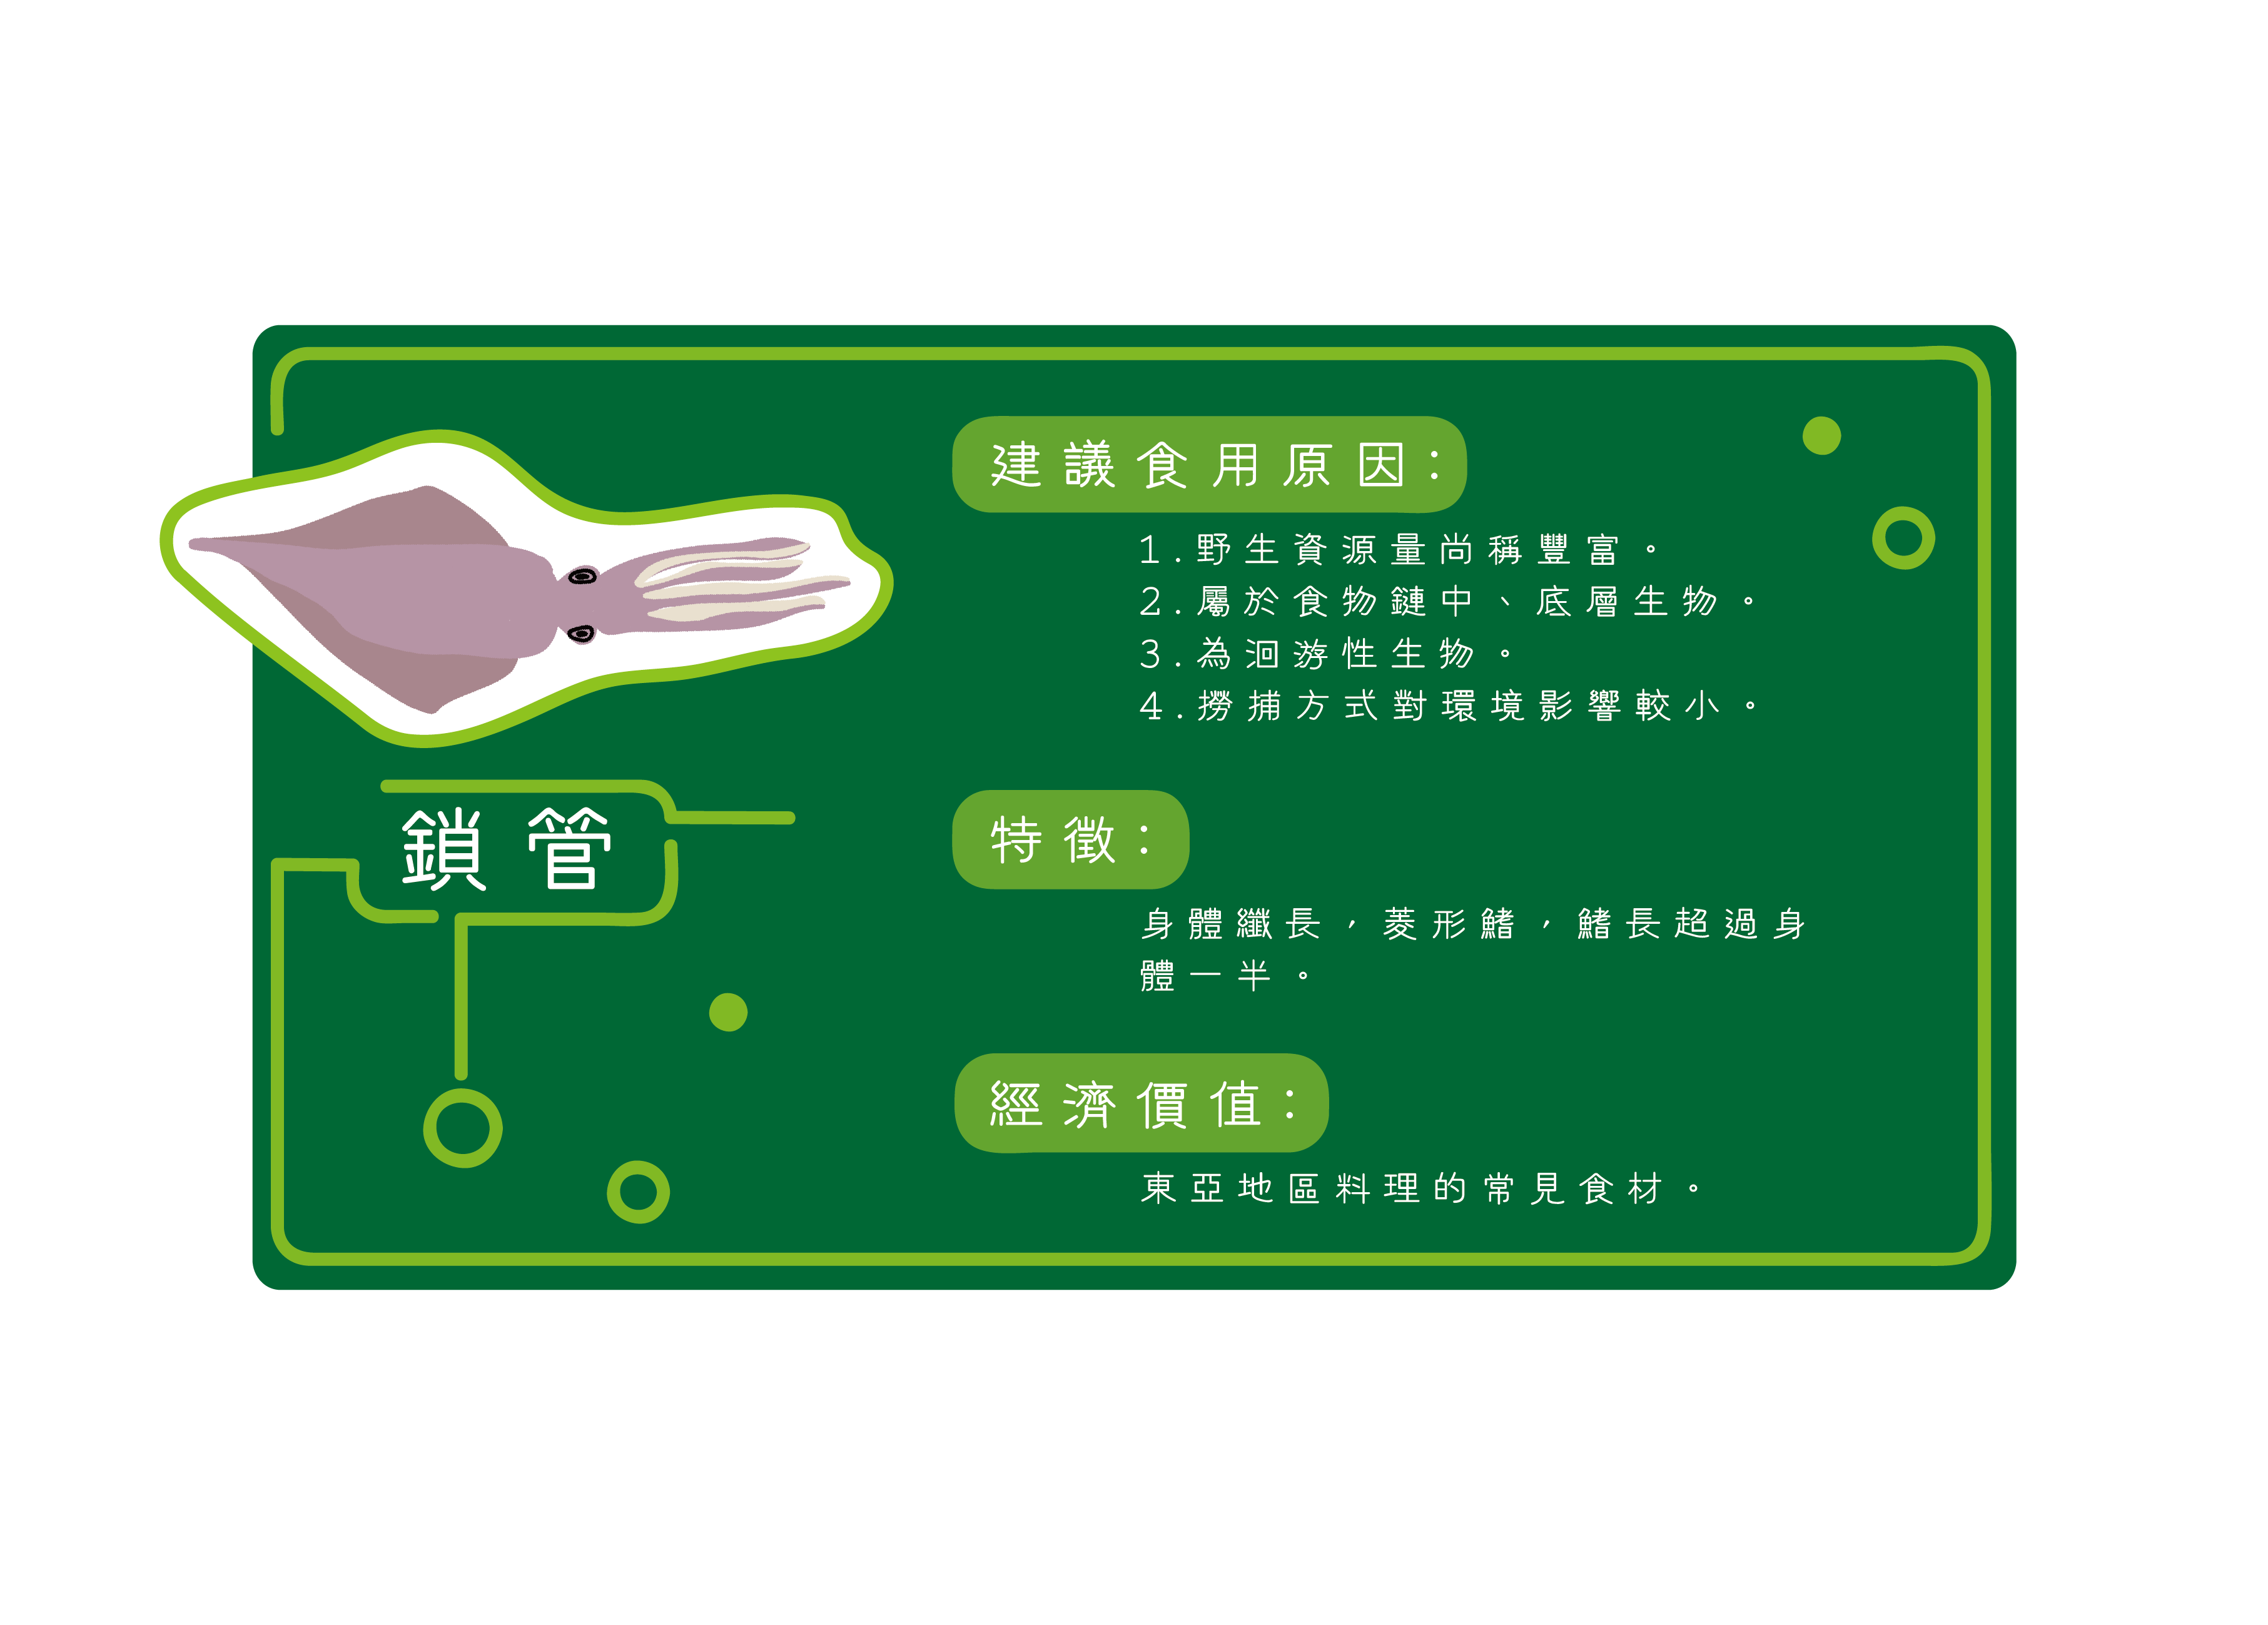 鎖管
建議食用原因：
1.野生資源量尚稱豐富。
2.屬於食物鏈中、底層生物。
3.為洄游性生物。
4.撈捕方式對環境影響較小。
特徵：
身體纖長，菱形鰭，鰭長超過身
體一半。
經濟價值：
東亞地區料理的常見食材。